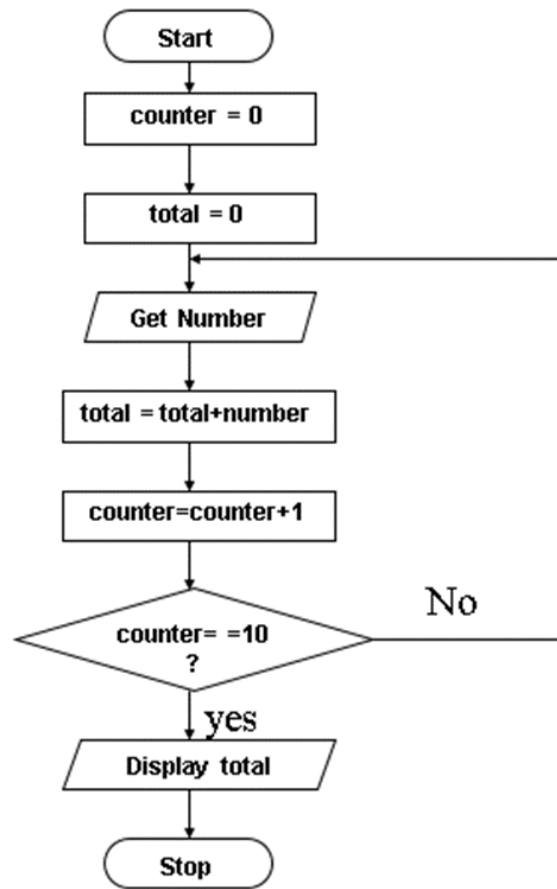 Start
counter = 0
total = 0
Get Number
total = total+number
counter=counter+1
counter= =10
?
No
yes
Display total
Stop